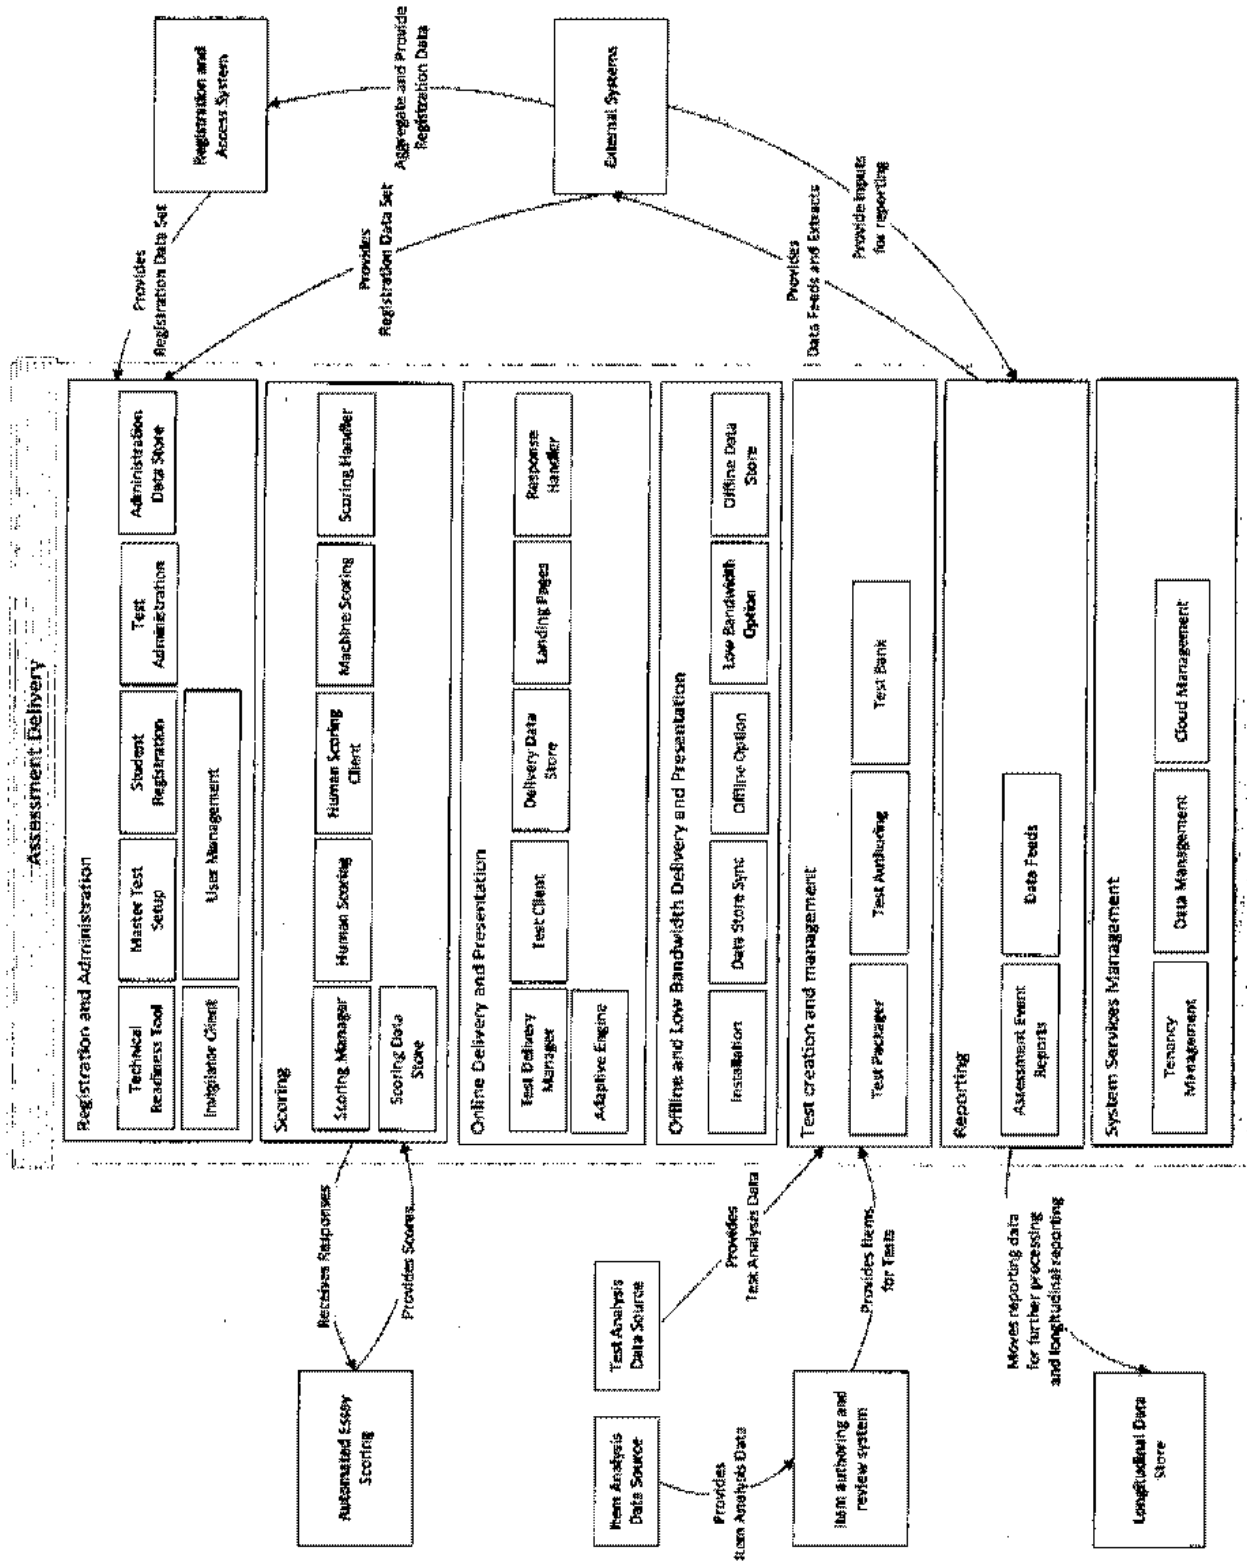 Assessment Delivery
Registration and Administration
Technical
Readiness Tool
Master Test
Setup
Student
Registration
Test
Administration
Administration
Data Store
Invigilator Client
User Management
Scoring
Scoring Manager
Human Scoring
Human Scoring
Client
Machine Scoring
Scoring Handler
Scoring Data
Store
Online Delivery and Presentation
Test Delivery
Manager
Test Client
Delivery Data
Store
Landing Pages
Response
Handler
Adaptive Engine
Offline and Low Bandwidth Delivery and Presentation
Installation
Data Store Sync
Offline Option
Low Bandwidth
Option
Offline Data
Store
Test creation and management
Test Packager
Test Authoring
Test Bank
Reporting
Assessment Event
Reports
Data Feeds
System Services Management
Tenancy
Management
Data Management
Cloud Management
Automated Essay
Scoring
Receives Responses
Provides Scores
Item Analysis
Data Source
Test Analysis
Data Source
Provides
Test Analysis Data
Provides
Item Analysis Data
Item authoring and
review system
Provides Items
for Tests
Moves reporting data
for further processing
and longitudinal reporting
Longitudinal Data
Store
Provides
Registration Data Set
Registration and
Access System
Provides
Registration Data Set
Aggregate and Provide
Registration Data
External Systems
Provides
Data Feeds and Extracts
Provide Inputs
for reporting